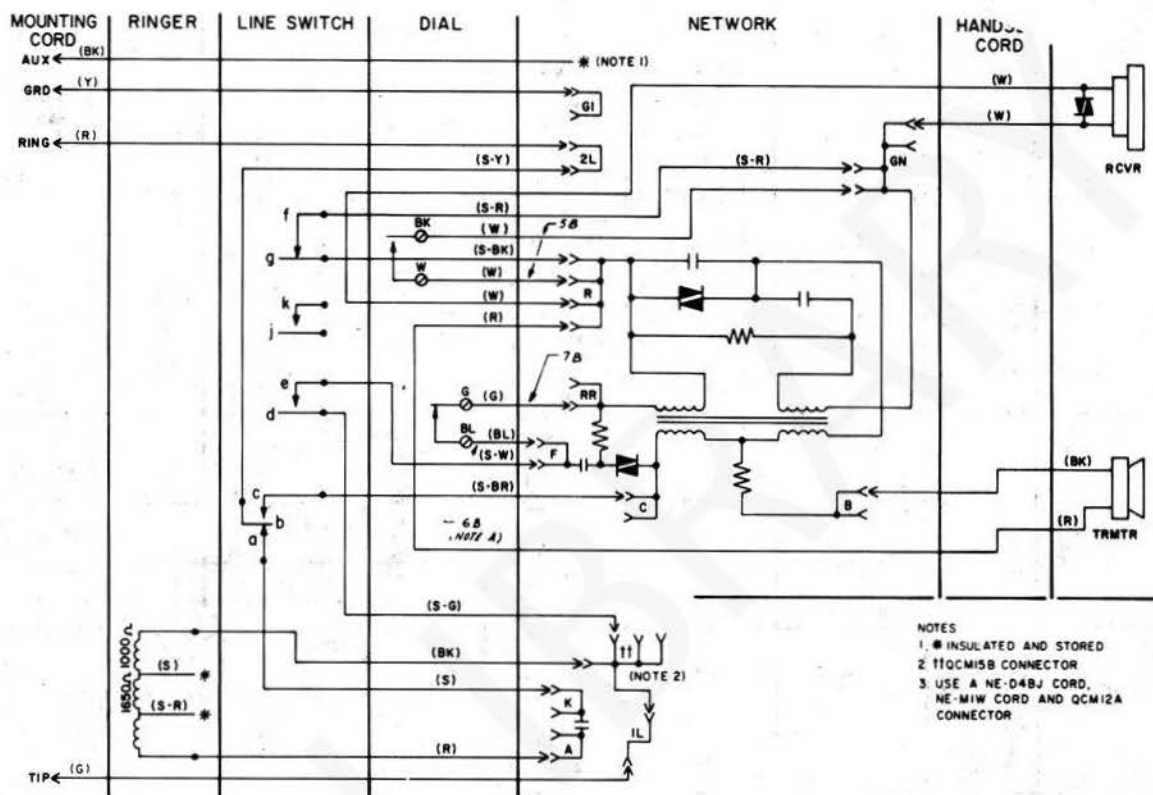 MOUNTING CORD
RINGER
LINE SWITCH
DIAL
NETWORK
CORD
AUX (BK)
* (NOTE 1)
GRD (Y)
G1
(W)
RING (R)
2L
(S-Y)
(W)
RCVR
(S-R)
GN
f
(S-R)
BK
(W)
5B
g
(S-BK)
W
(W)
R
k
(W)
j
(R)
7B
e
G
(G)
RR
d
BL
(BL)
(S-W)
F
c
(S-BR)
C
B
(BK)
b
a
6B
NOTE A)
(R)
TRMTR
(S-G)
1000Ω
(BK)
††
(NOTE 2)
(S)
*
(S)
K
1650Ω
(S-R)
*
1L
(R)
A
TIP (G)
NOTES
1. * INSULATED AND STORED
2 ††QCM15B CONNECTOR
3. USE A NE-D4BJ CORD,
NE-M1W CORD AND QCM12A
CONNECTOR
LIBRARY